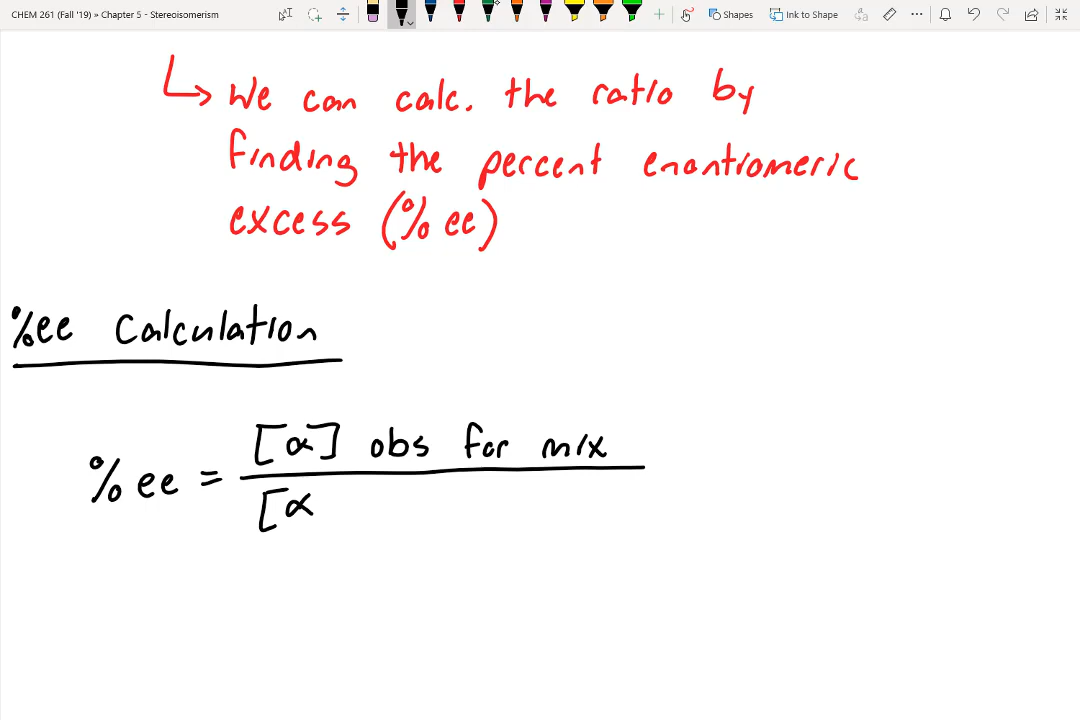 CHEM 261 (Fall '19) » Chapter 5 - Stereoisomerism
Shapes
Ink to Shape
↳ We can calc. the ratio by
finding the percent enantiomeric
excess (% ee)
%ee Calculation
% ee = [α] obs for mix
[α